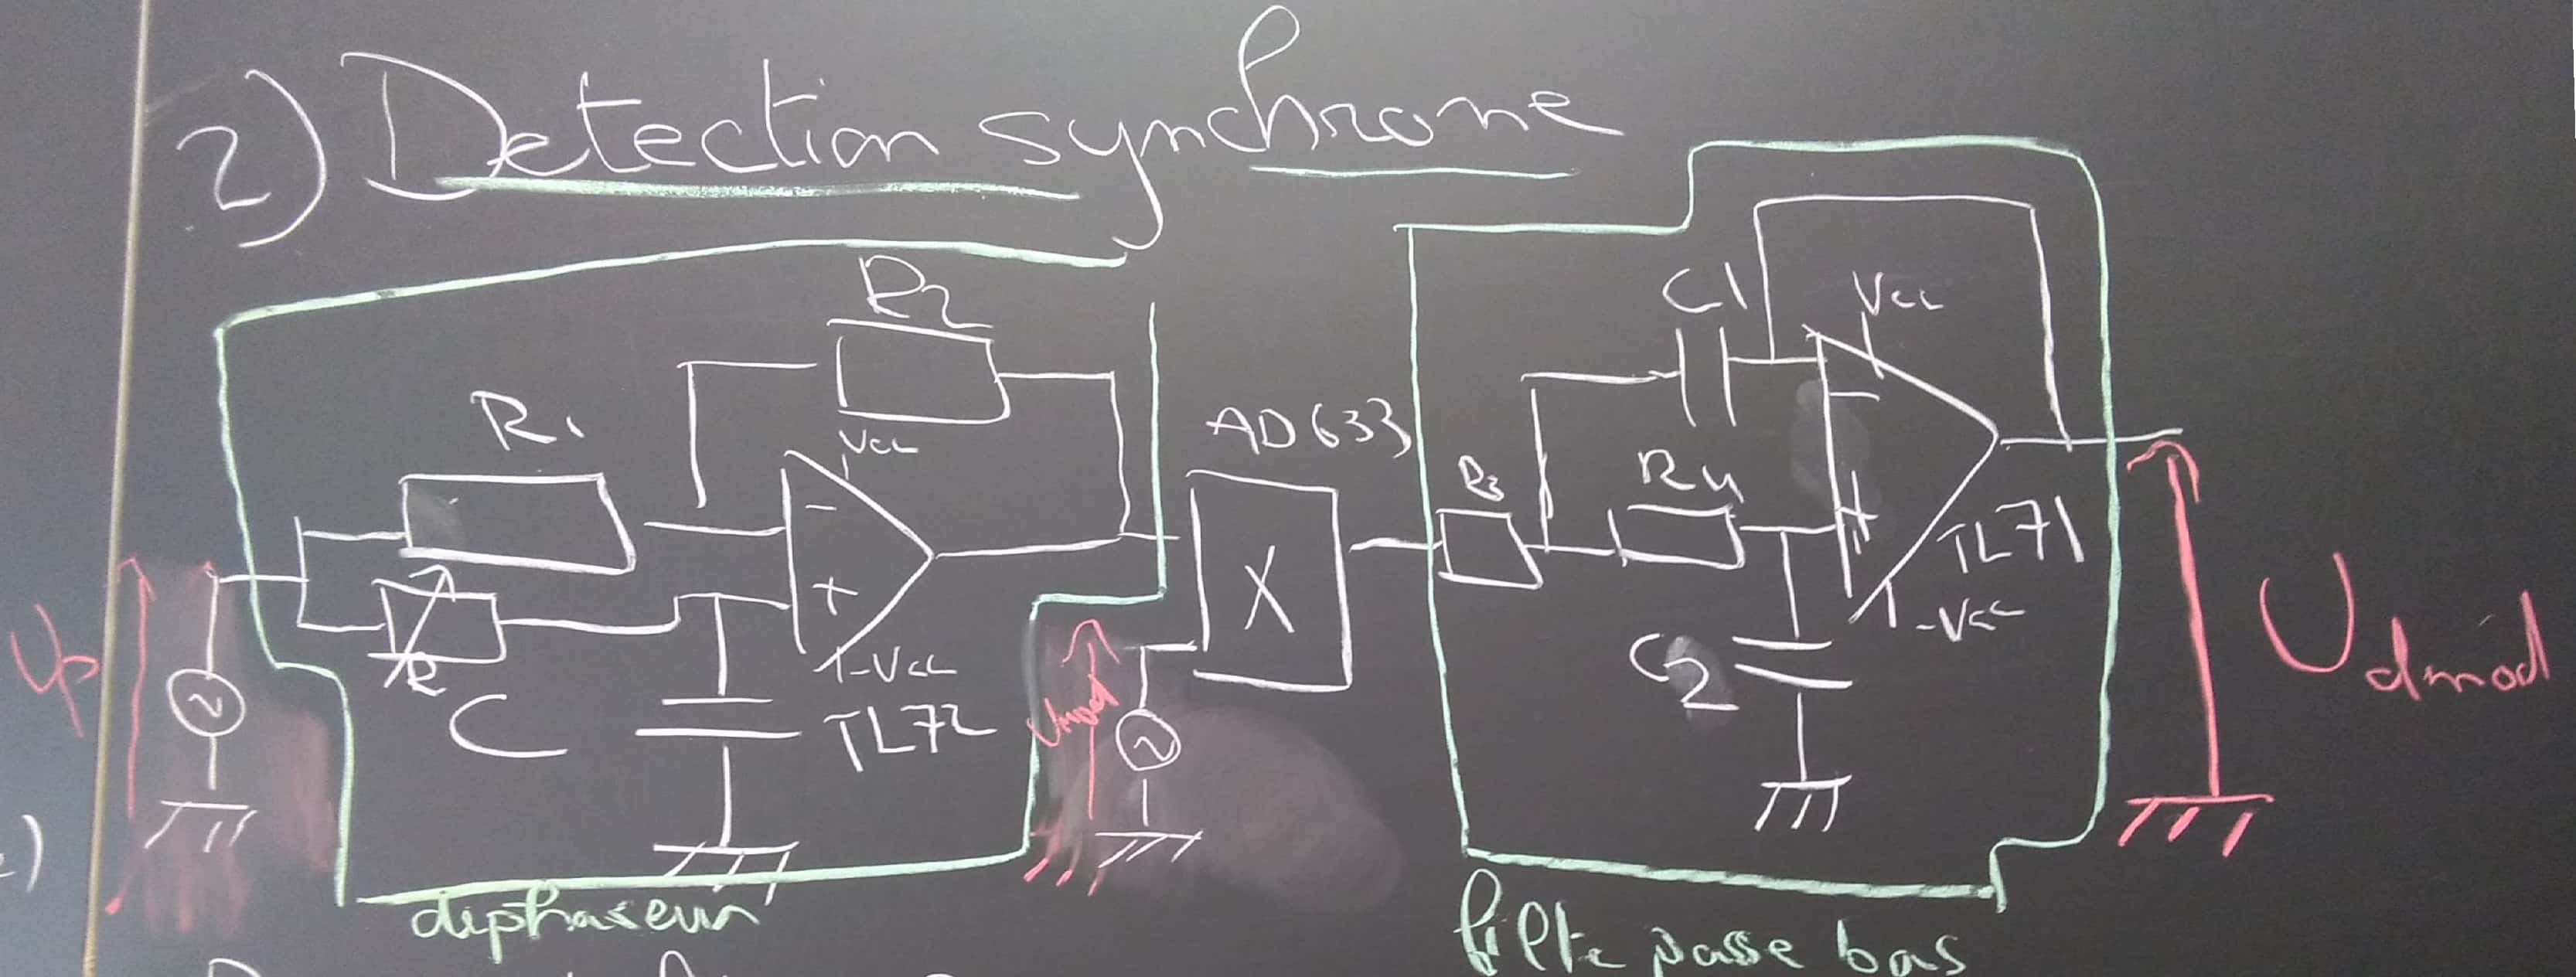 2) Detection synchrone
R2
C1
Vcc
R1
Vcc
AD633
R3
R4
-
+
X
TL71
-Vcc
Up
R
C
-Vcc
TL72
Umod
C2
Udmod
dephaseur
filtre passe bas